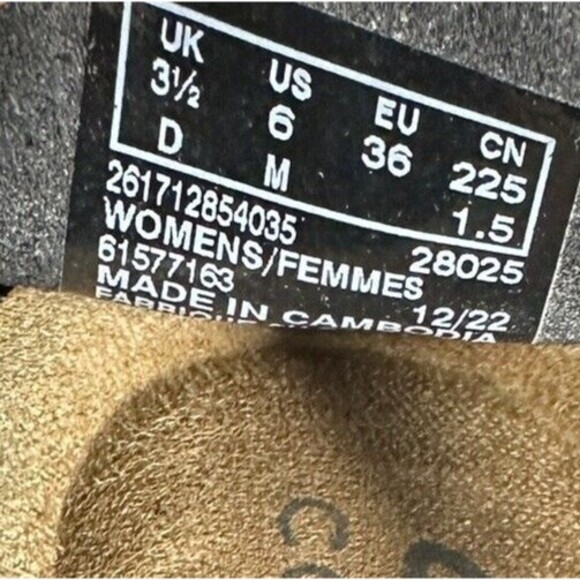 UK US EU CN
3½ 6 36 225
D M 1.5
261712854035 28025
WOMENS/FEMMES
61577163 12/22
MADE IN CAMBODIA